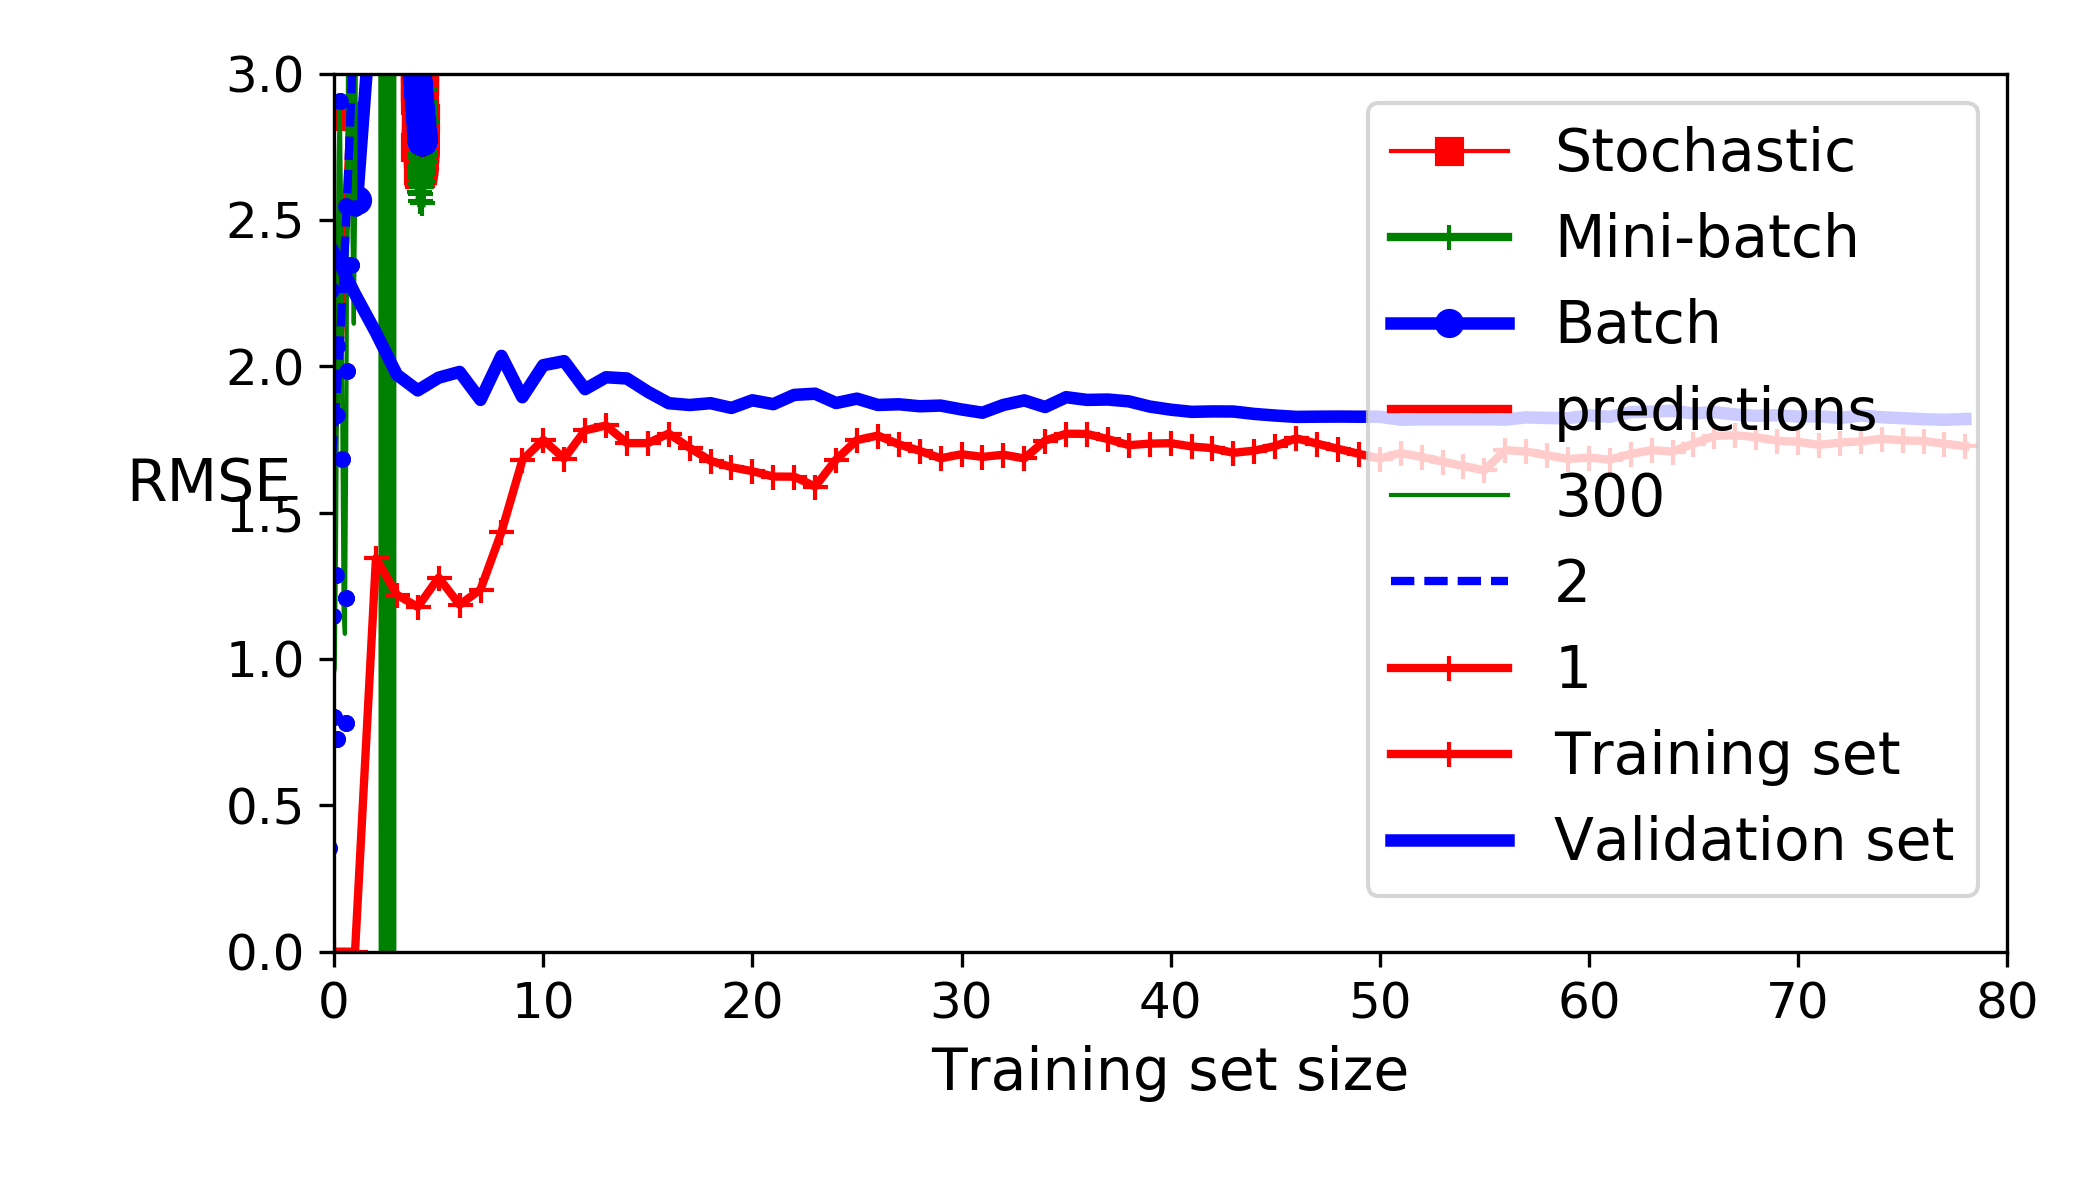 3.0
2.5
2.0
RMSE
1.5
1.0
0.5
0.0
0 10 20 30 40 50 60 70 80
Training set size
Stochastic
Mini-batch
Batch
predictions
300
2
1
Training set
Validation set